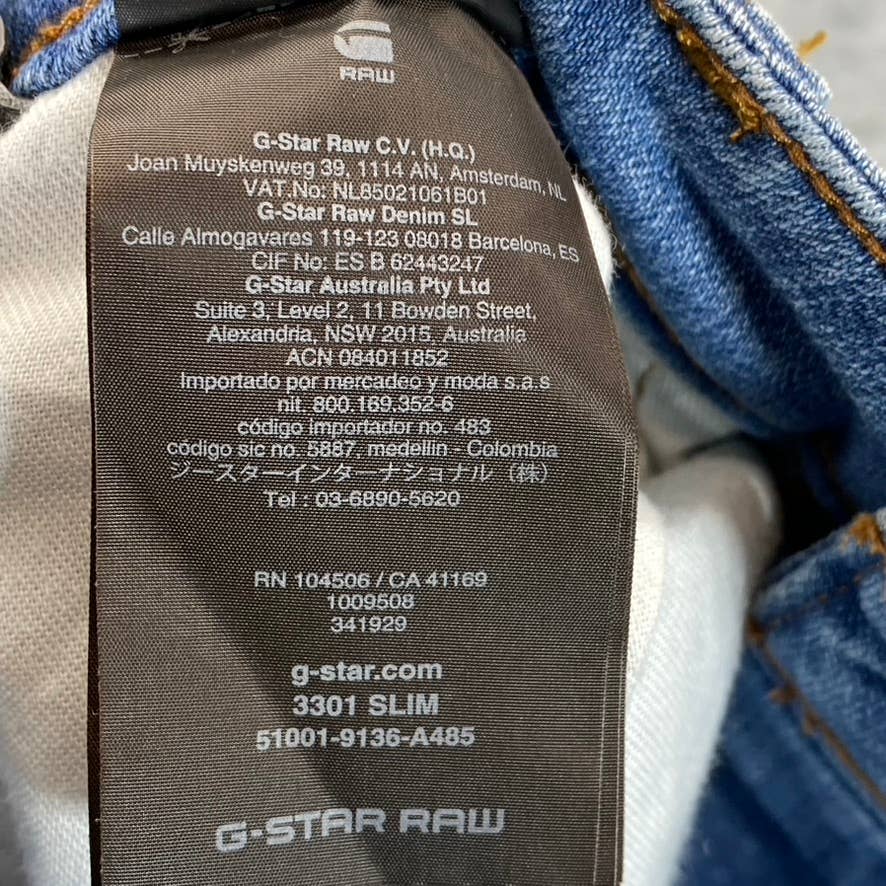 RAW
G-Star Raw C.V. (H.Q.)
Joan Muyskenweg 39, 1114 AN, Amsterdam, NL
VAT.No: NL85021061B01
G-Star Raw Denim SL
Calle Almogavares 119-123 08018 Barcelona, ES
CIF No: ES B 62443247
G-Star Australia Pty Ltd
Suite 3, Level 2, 11 Bowden Street,
Alexandria, NSW 2015, Australia
ACN 084011852
Importado por mercadeo y moda s.a.s
nit. 800.169.352-6
código importador no. 483
código sic no. 5887, medellin - Colombia
ジースターインターナショナル（株）
Tel : 03-6890-5620
RN 104506 / CA 41169
1009508
341929
g-star.com
3301 SLIM
51001-9136-A485
G-STAR RAW